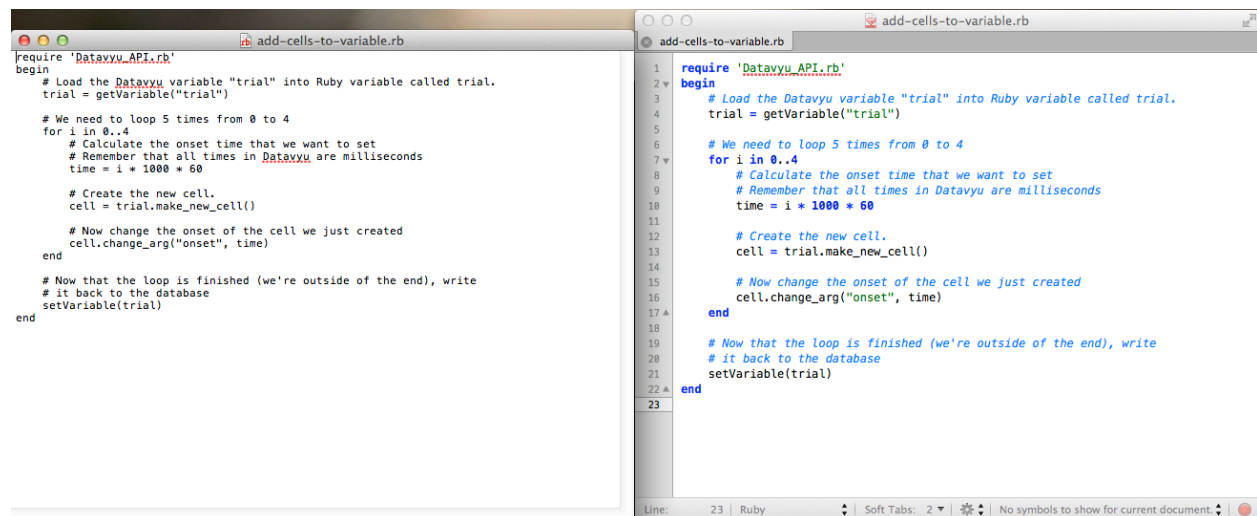 add-cells-to-variable.rb
require 'Datavyu_API.rb'
begin
    # Load the Datavyu variable "trial" into Ruby variable called trial.
    trial = getVariable("trial")
    # We need to loop 5 times from 0 to 4
    for i in 0..4
        # Calculate the onset time that we want to set
        # Remember that all times in Datavyu are milliseconds
        time = i * 1000 * 60
        # Create the new cell.
        cell = trial.make_new_cell()
        # Now change the onset of the cell we just created
        cell.change_arg("onset", time)
    end
    # Now that the loop is finished (we're outside of the end), write
    # it back to the database
    setVariable(trial)
end
add-cells-to-variable.rb
add-cells-to-variable.rb
1 require 'Datavyu_API.rb'
2 begin
3     # Load the Datavyu variable "trial" into Ruby variable called trial.
4     trial = getVariable("trial")
5
6     # We need to loop 5 times from 0 to 4
7     for i in 0..4
8         # Calculate the onset time that we want to set
9         # Remember that all times in Datavyu are milliseconds
10         time = i * 1000 * 60
11
12         # Create the new cell.
13         cell = trial.make_new_cell()
14
15         # Now change the onset of the cell we just created
16         cell.change_arg("onset", time)
17     end
18
19     # Now that the loop is finished (we're outside of the end), write
20     # it back to the database
21     setVariable(trial)
22 end
23
Line: 23 Ruby Soft Tabs: 2 No symbols to show for current document.